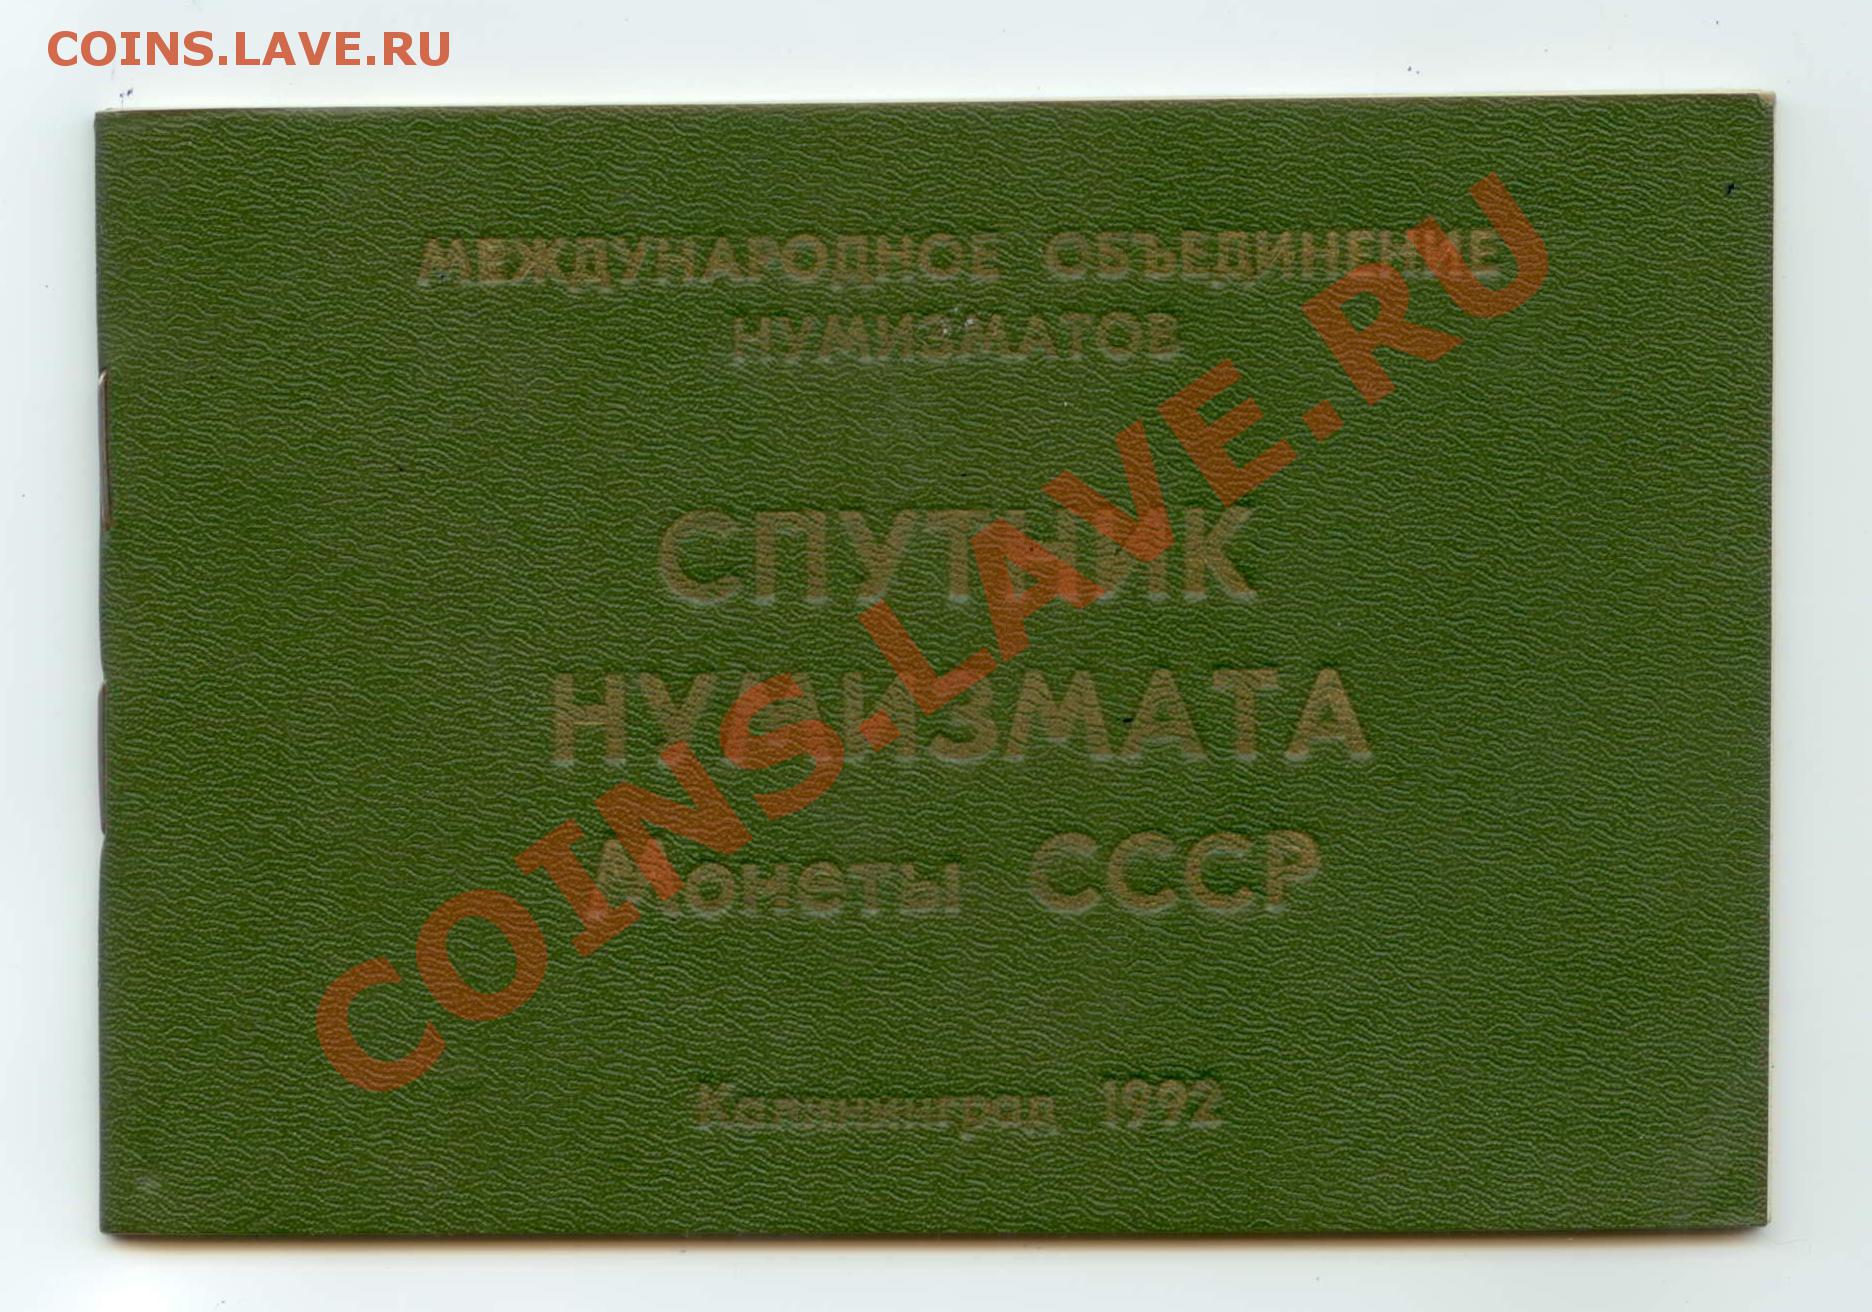 COINS.LAVE.RU
МЕЖДУНАРОДНОЕ ОБЪЕДИНЕНИЕ
НУМИЗМАТОВ
СПУТНИК
НУМИЗМАТА
Монеты СССР
Калининград 1992
COINS.LAVE.RU